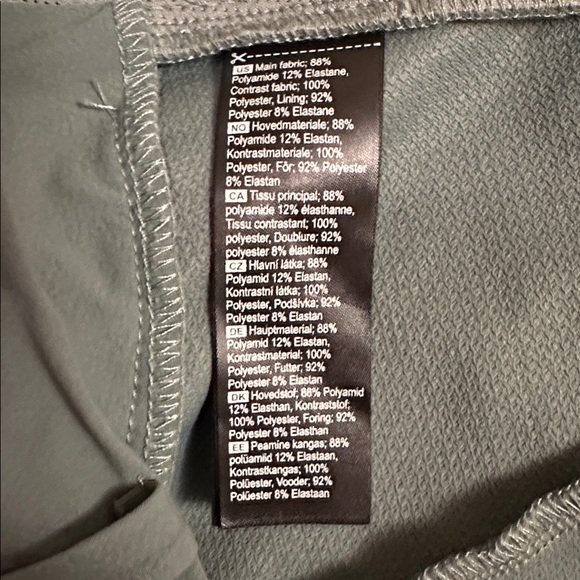 US Main fabric; 88%
Polyamide 12% Elastane,
Contrast fabric; 100%
Polyester, Lining; 92%
Polyester 8% Elastane
NO Hovedmateriale; 88%
Polyamide 12% Elastan,
Kontrastmateriale; 100%
Polyester, Fôr; 92% Polyester
8% Elastan
CA Tissu principal; 88%
polyamide 12% élasthanne,
Tissu contrastant; 100%
polyester, Doublure; 92%
polyester 8% élasthanne
CZ Hlavní látka; 88%
Polyamid 12% Elastan,
Kontrastní látka; 100%
Polyester, Podšívka; 92%
Polyester 8% Elastan
DE Hauptmaterial; 88%
Polyamid 12% Elastan,
Kontrastmaterial; 100%
Polyester, Futter; 92%
Polyester 8% Elastan
DK Hovedstof; 88% Polyamid
12% Elasthan, Kontraststof;
100% Polyester, Foring; 92%
Polyester 8% Elasthan
EE Peamine kangas; 88%
polüamiid 12% Elastaan,
Kontrastkangas; 100%
Polüester, Vooder; 92%
Polüester 8% Elastaan